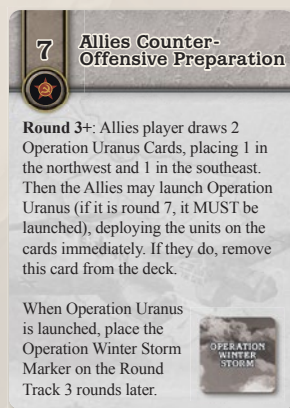 7
Allies Counter-
Offensive Preparation
Round 3+: Allies player draws 2
Operation Uranus Cards, placing 1 in
the northwest and 1 in the southeast.
Then the Allies may launch Operation
Uranus (if it is round 7, it MUST be
launched), deploying the units on the
cards immediately. If they do, remove
this card from the deck.
When Operation Uranus
is launched, place the
Operation Winter Storm
Marker on the Round
Track 3 rounds later.
OPERATION
WINTER
STORM